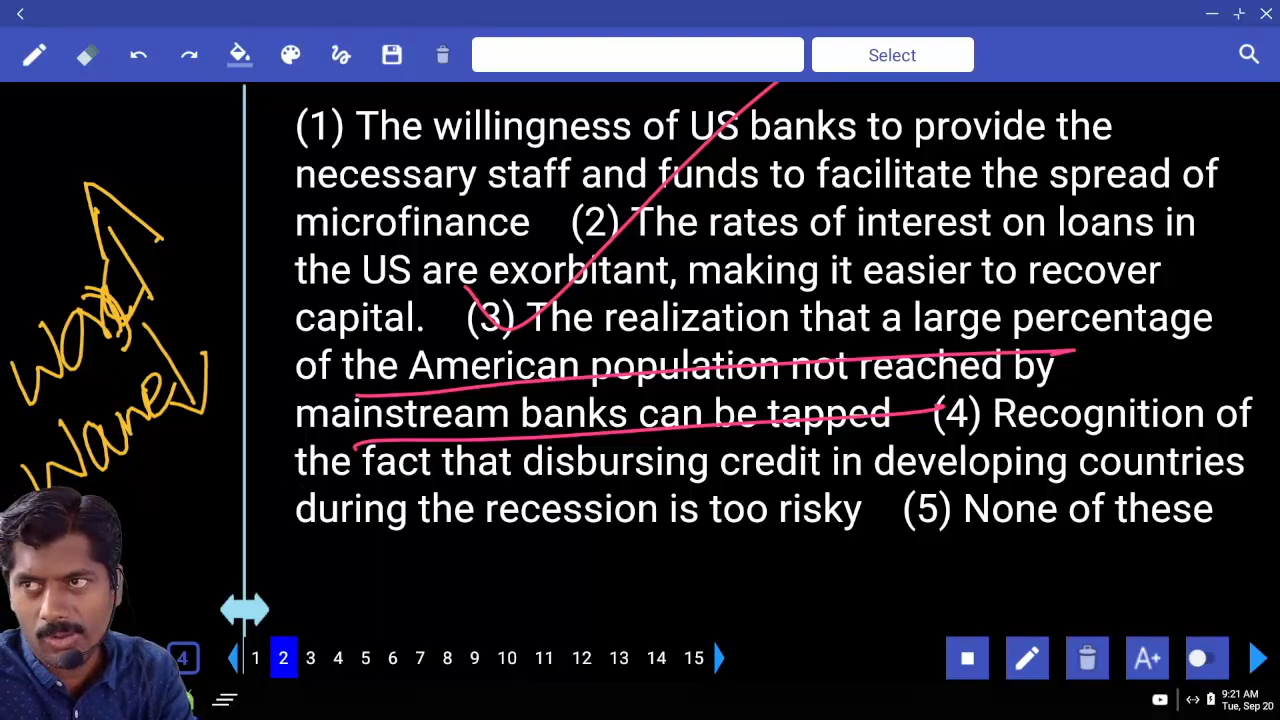 Select
(1) The willingness of US banks to provide the
necessary staff and funds to facilitate the spread of
microfinance (2) The rates of interest on loans in
the US are exorbitant, making it easier to recover
capital. (3) The realization that a large percentage
of the American population not reached by
mainstream banks can be tapped (4) Recognition of
the fact that disbursing credit in developing countries
during the recession is too risky (5) None of these
Wane
4 1 2 3 4 5 6 7 8 9 10 11 12 13 14 15 A+
9:21 AM
Tue, Sep 20